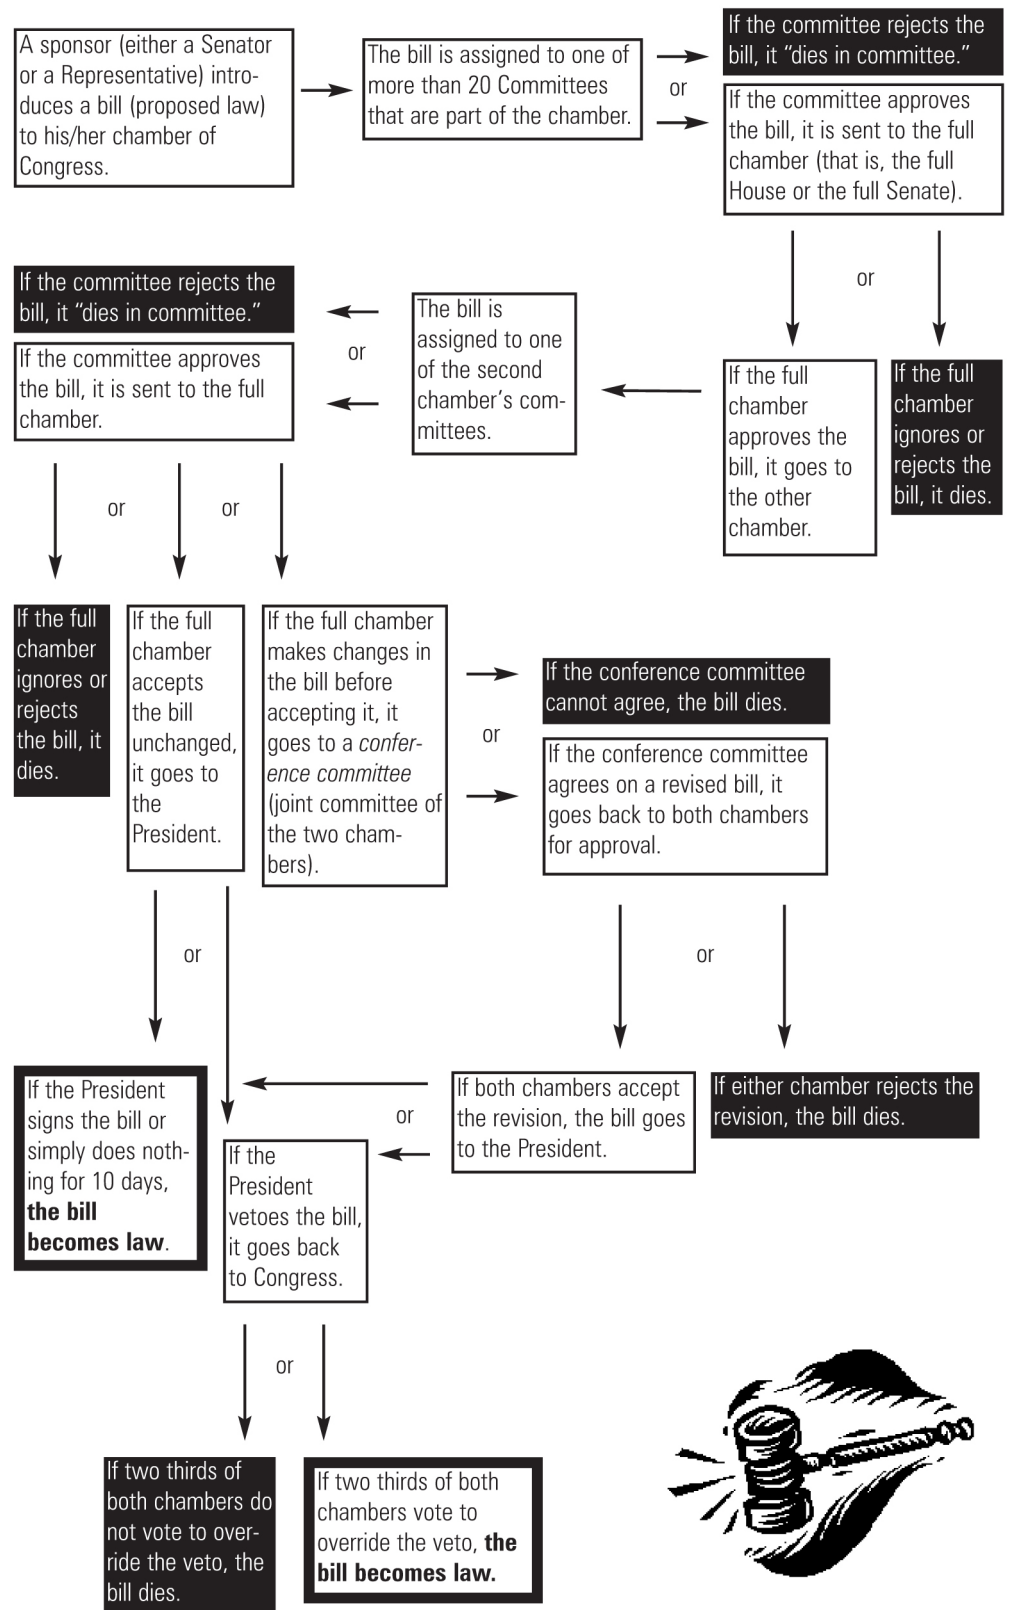 A sponsor (either a Senator
or a Representative) intro-
duces a bill (proposed law)
to his/her chamber of
Congress.
The bill is assigned to one of
more than 20 Committees
that are part of the chamber.
or
If the committee rejects the
bill, it “dies in committee.”
If the committee approves
the bill, it is sent to the full
chamber (that is, the full
House or the full Senate).
or
If the full
chamber
approves the
bill, it goes to
the other
chamber.
If the full
chamber
ignores or
rejects the
bill, it dies.
The bill is
assigned to one
of the second
chamber’s com-
mittees.
or
If the committee rejects the
bill, it “dies in committee.”
If the committee approves
the bill, it is sent to the full
chamber.
or
or
If the full
chamber
ignores or
rejects
the bill, it
dies.
If the full
chamber
accepts
the bill
unchanged,
it goes to
the
President.
If the full chamber
makes changes in
the bill before
accepting it, it
goes to a confer-
ence committee
(joint committee of
the two cham-
bers).
or
If the conference committee
cannot agree, the bill dies.
If the conference committee
agrees on a revised bill, it
goes back to both chambers
for approval.
or
or
If both chambers accept
the revision, the bill goes
to the President.
If either chamber rejects the
revision, the bill dies.
or
If the President
signs the bill or
simply does noth-
ing for 10 days,
the bill
becomes law.
If the
President
vetoes the bill,
it goes back
to Congress.
or
If two thirds of
both chambers do
not vote to over-
ride the veto, the
bill dies.
If two thirds of both
chambers vote to
override the veto, the
bill becomes law.